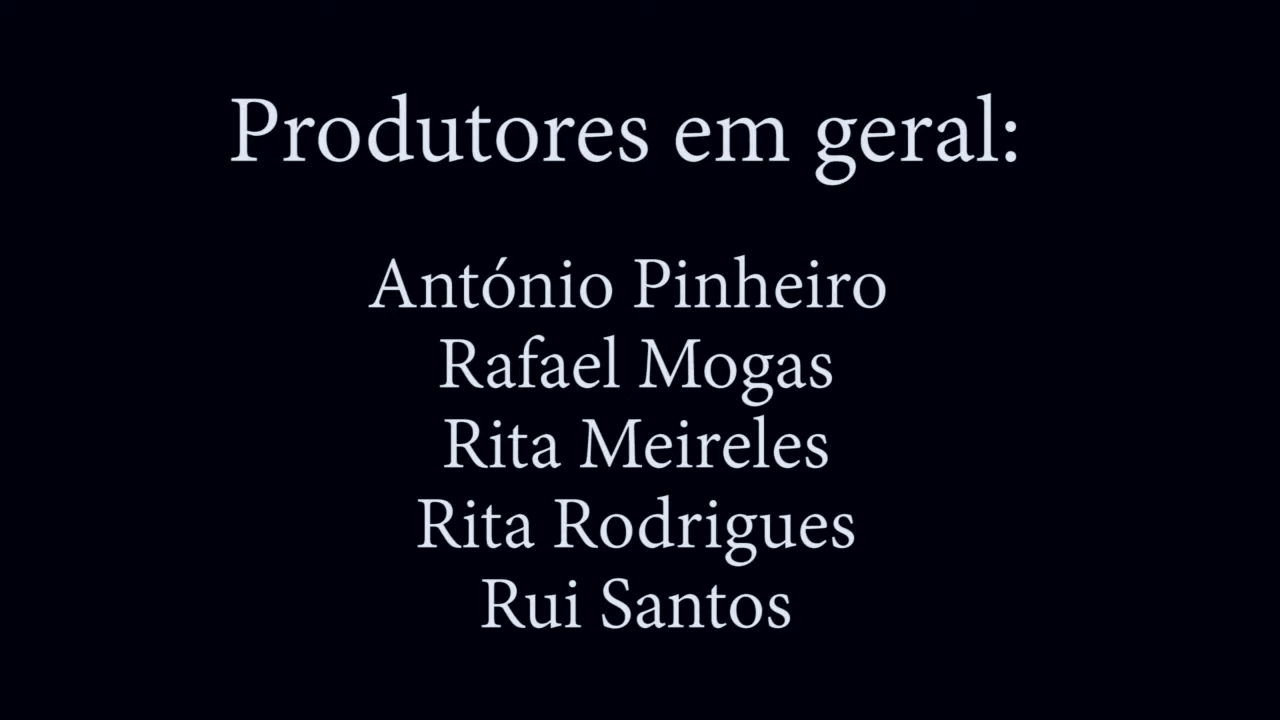 Produtores em geral:
António Pinheiro
Rafael Mogas
Rita Meireles
Rita Rodrigues
Rui Santos